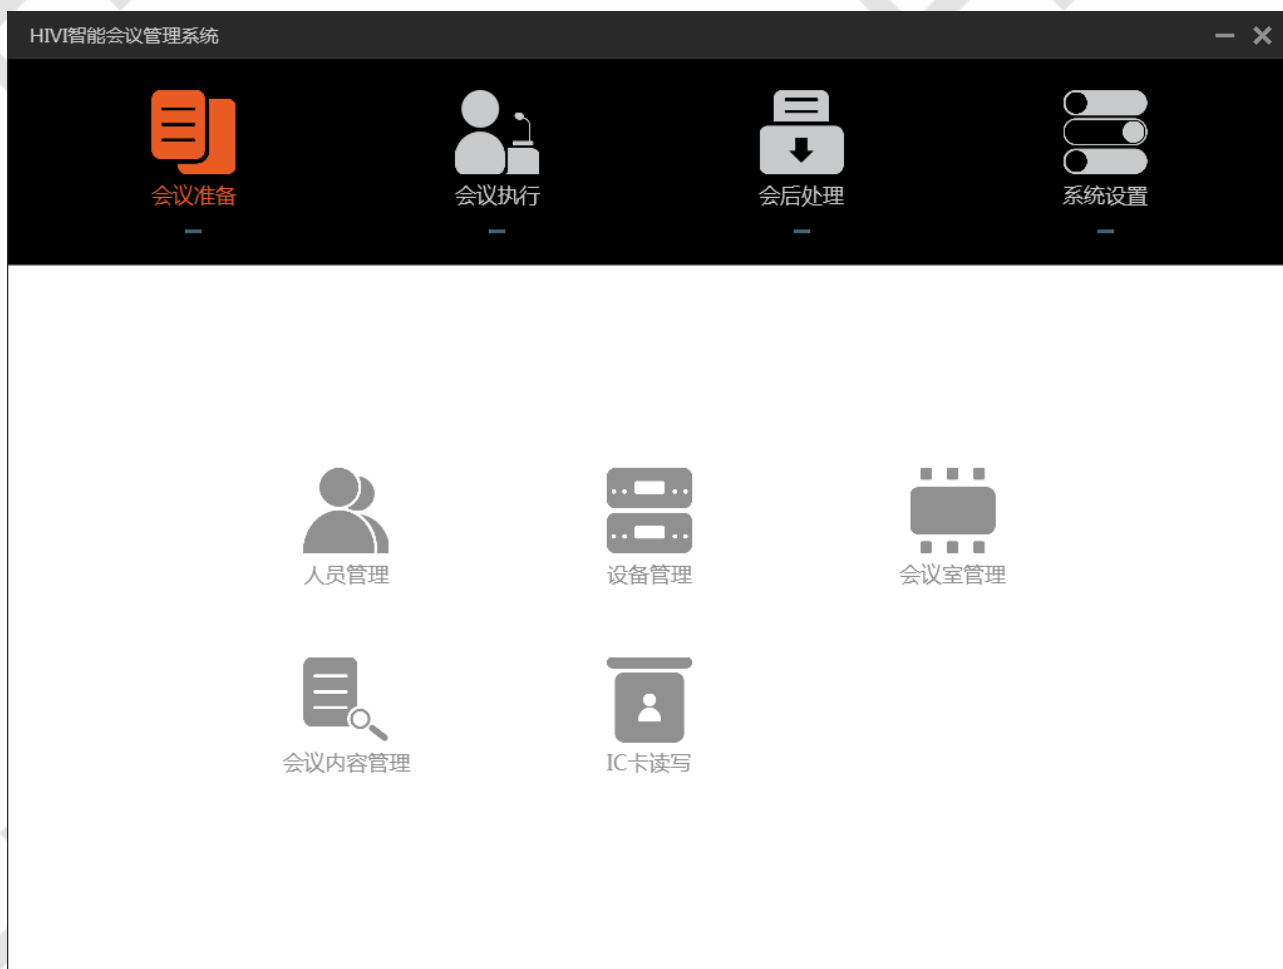 HIVI智能会议管理系统
会议准备
会议执行
会后处理
系统设置
人员管理
设备管理
会议室管理
会议内容管理
IC卡读写